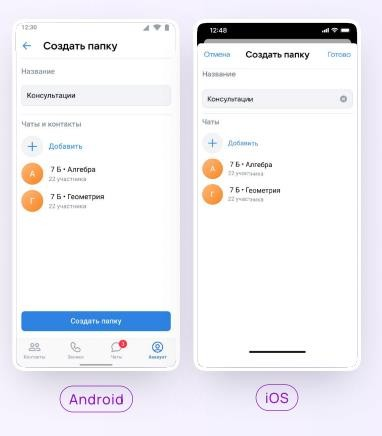 12:30
Создать папку
Название
Консультации
Чаты и контакты
Добавить
А
7 Б • Алгебра
22 участника
Г
7 Б • Геометрия
22 участника
Создать папку
Контакты
Звонки
Чаты
Аккаунт
Android
12:48
Отмена
Создать папку
Готово
Название
Консультации
Чаты
Добавить
А
7 Б • Алгебра
22 участника
Г
7 Б • Геометрия
22 участника
iOS